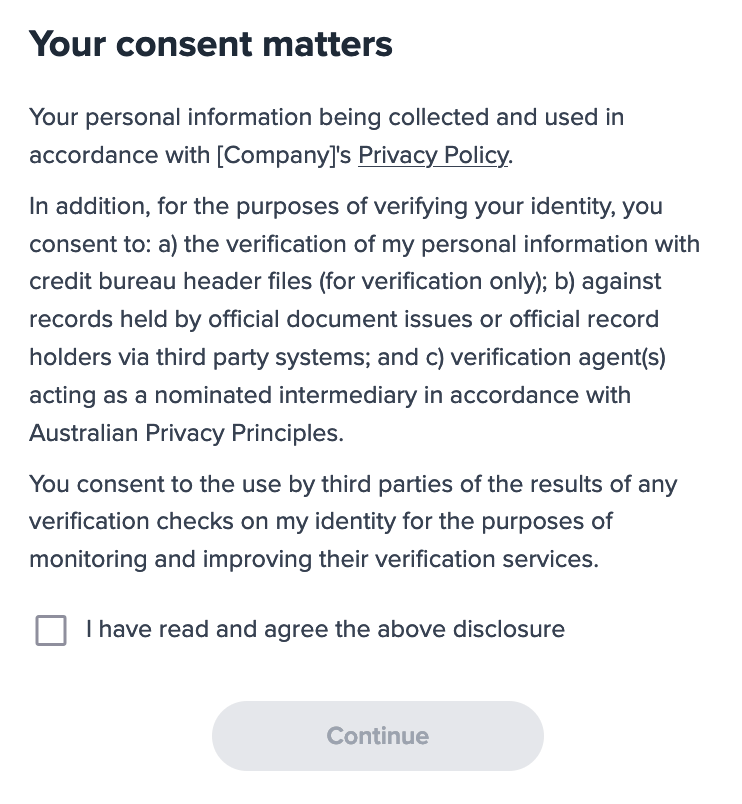 Your consent matters
Your personal information being collected and used in
accordance with [Company]'s Privacy Policy.
In addition, for the purposes of verifying your identity, you
consent to: a) the verification of my personal information with
credit bureau header files (for verification only); b) against
records held by official document issues or official record
holders via third party systems; and c) verification agent(s)
acting as a nominated intermediary in accordance with
Australian Privacy Principles.
You consent to the use by third parties of the results of any
verification checks on my identity for the purposes of
monitoring and improving their verification services.
I have read and agree the above disclosure
Continue